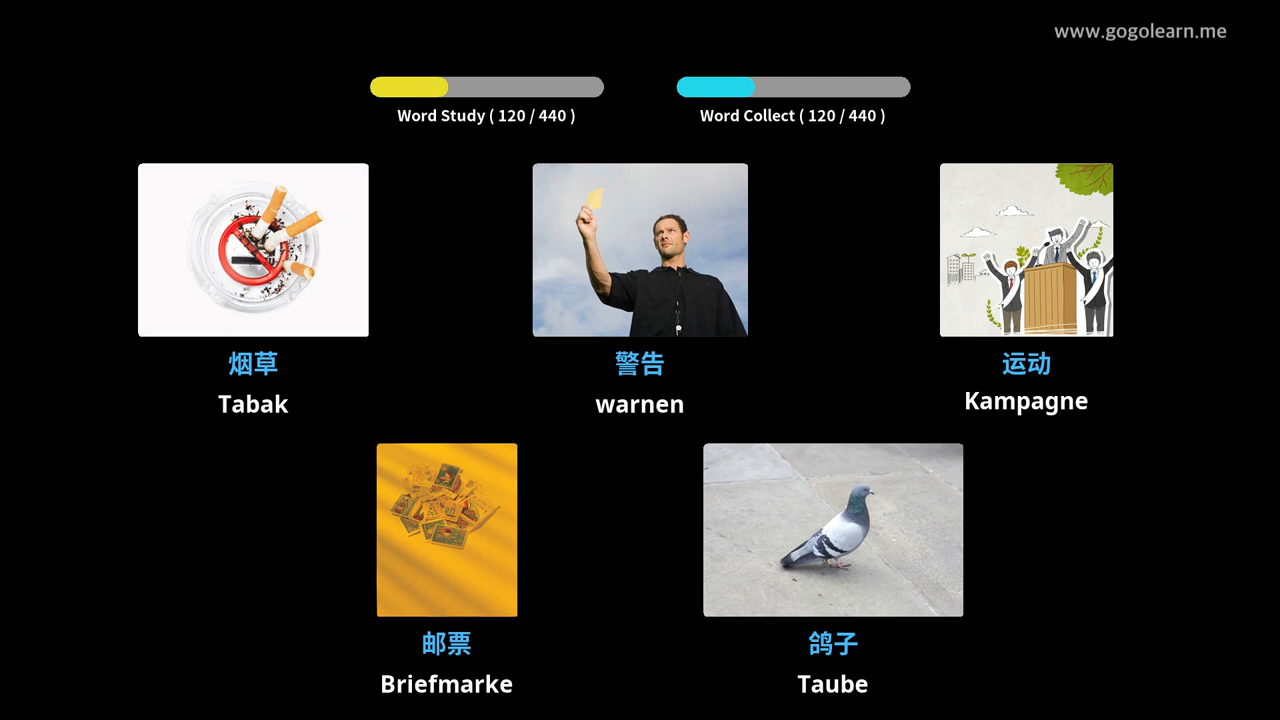 www.gogolearn.me
Word Study ( 120 / 440 )
Word Collect ( 120 / 440 )
烟草
Tabak
警告
warnen
运动
Kampagne
邮票
Briefmarke
鸽子
Taube